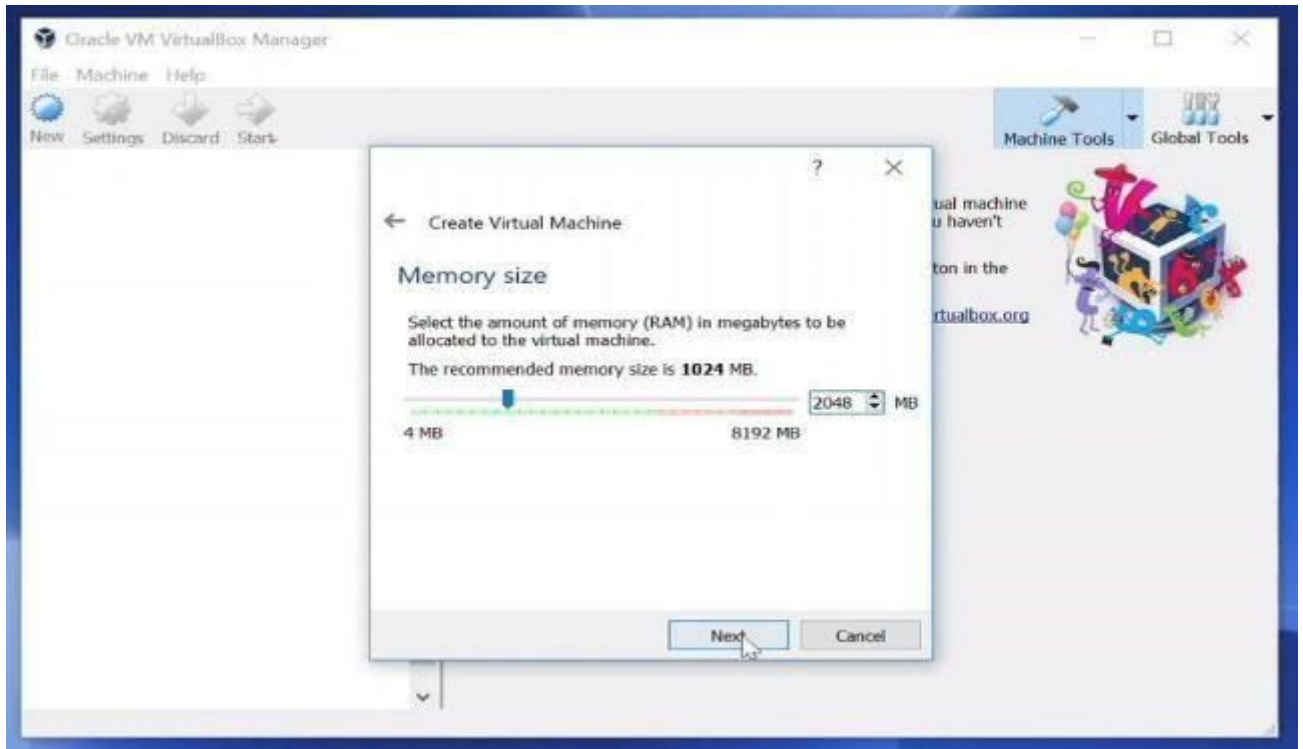 Oracle VM VirtualBox Manager
File Machine Help
New Settings Discard Start
Machine Tools Global Tools
ual machine
u haven't
ton in the
rtualbox.org
? 
Create Virtual Machine
Memory size
Select the amount of memory (RAM) in megabytes to be
allocated to the virtual machine.
The recommended memory size is 1024 MB.
2048 MB
4 MB 8192 MB
Next Cancel